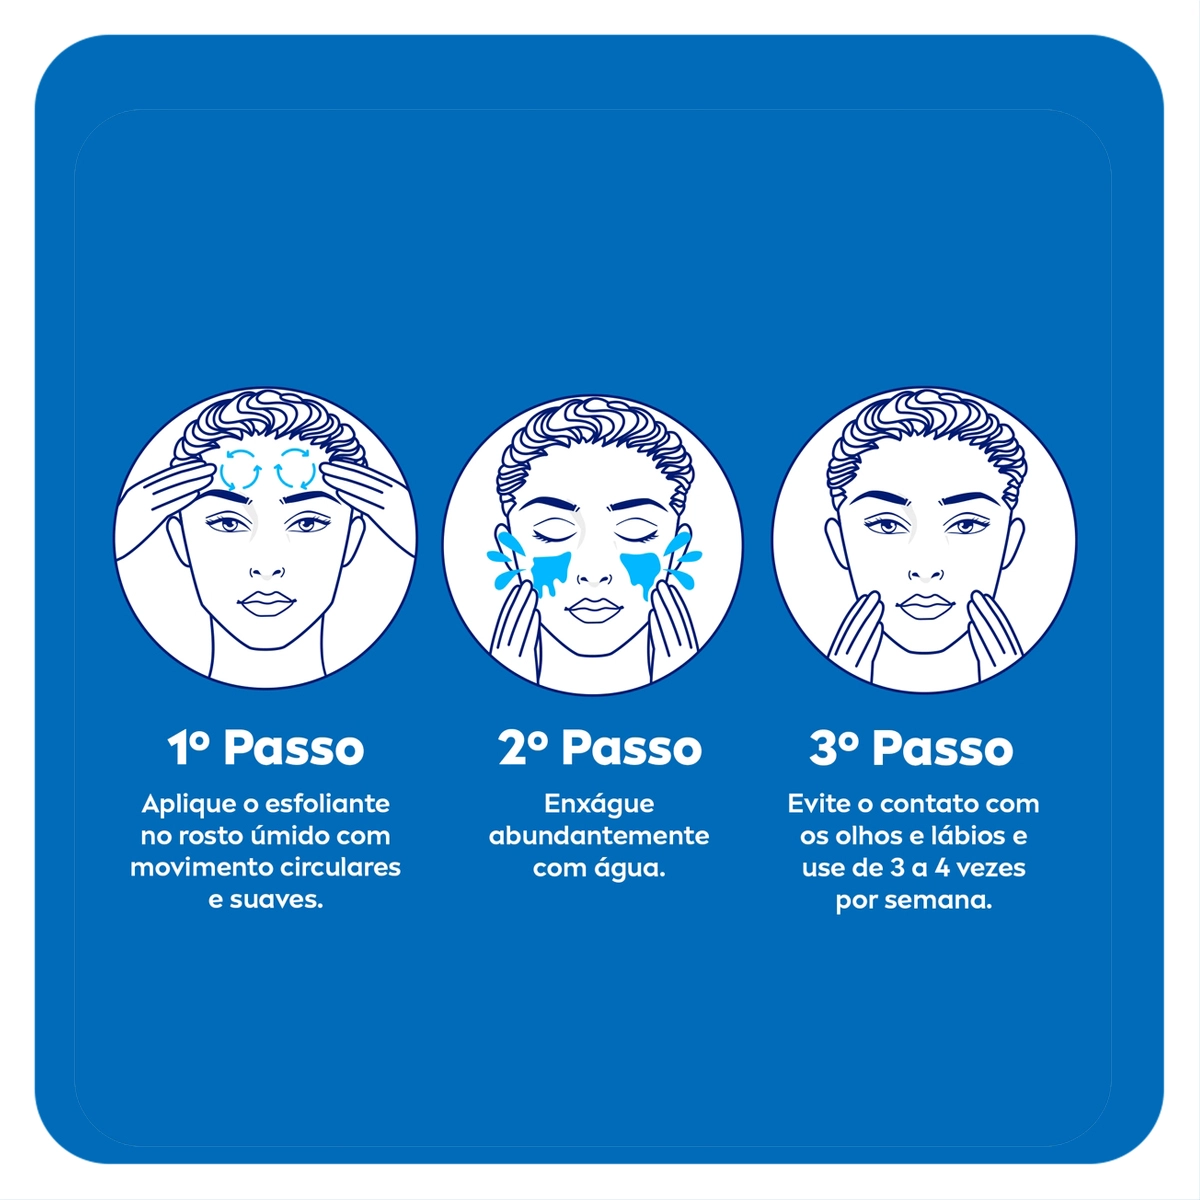 1º Passo
Aplique o esfoliante
no rosto úmido com
movimento circulares
e suaves.
2º Passo
Enxágue
abundantemente
com água.
3º Passo
Evite o contato com
os olhos e lábios e
use de 3 a 4 vezes
por semana.